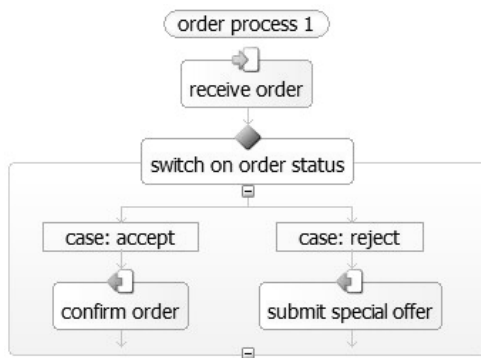 order process 1
receive order
switch on order status
case: accept
case: reject
confirm order
submit special offer